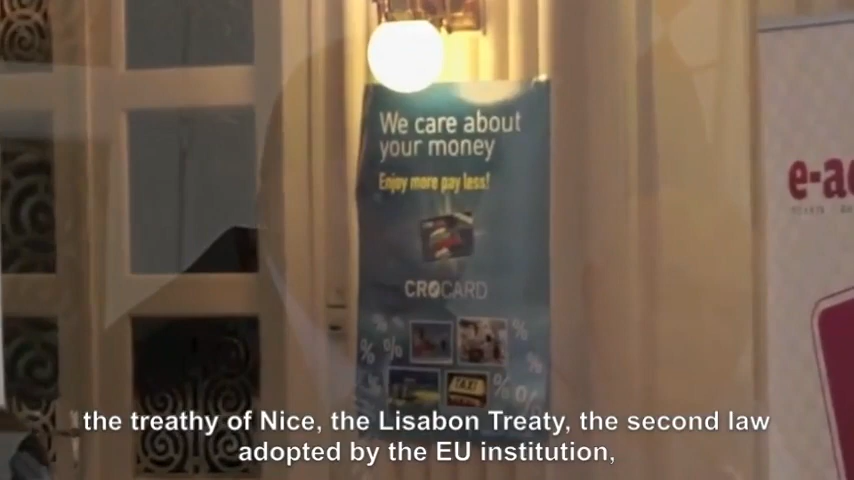 We care about
your money
Enjoy more pay less!
CROCARD
% %
% %
%
TAXI
% %
e-a
the treathy of Nice, the Lisabon Treaty, the second law
adopted by the EU institution,